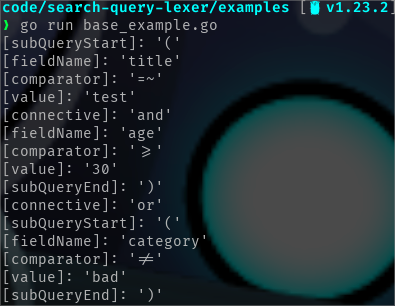 code/search-query-lexer/examples [ v1.23.2]
❯ go run base_example.go
[subQueryStart]: '('
[fieldName]: 'title'
[comparator]: '=~'
[value]: 'test'
[connective]: 'and'
[fieldName]: 'age'
[comparator]: '⩾'
[value]: '30'
[subQueryEnd]: ')'
[connective]: 'or'
[subQueryStart]: '('
[fieldName]: 'category'
[comparator]: '≠'
[value]: 'bad'
[subQueryEnd]: ')'